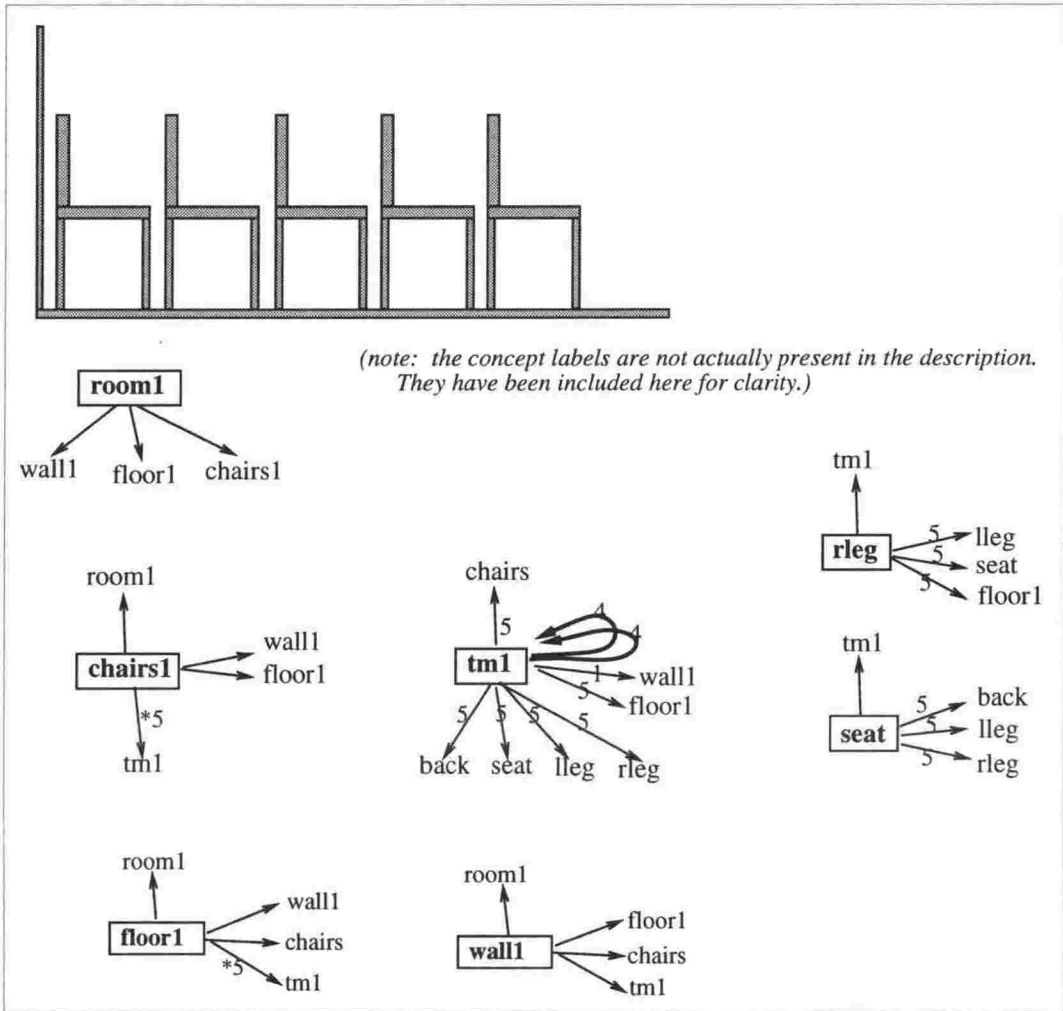 (note: the concept labels are not actually present in the description.
They have been included here for clarity.)
room1
wall1
floor1
chairs1
room1
chairs1
wall1
floor1
*5
tm1
chairs
5
4
4
tm1
1
wall1
5
floor1
5
5
5
5
back
seat
lleg
rleg
tm1
rleg
5
lleg
5
seat
5
floor1
tm1
seat
5
back
5
lleg
5
rleg
room1
floor1
wall1
chairs
*5
tm1
room1
wall1
floor1
chairs
tm1